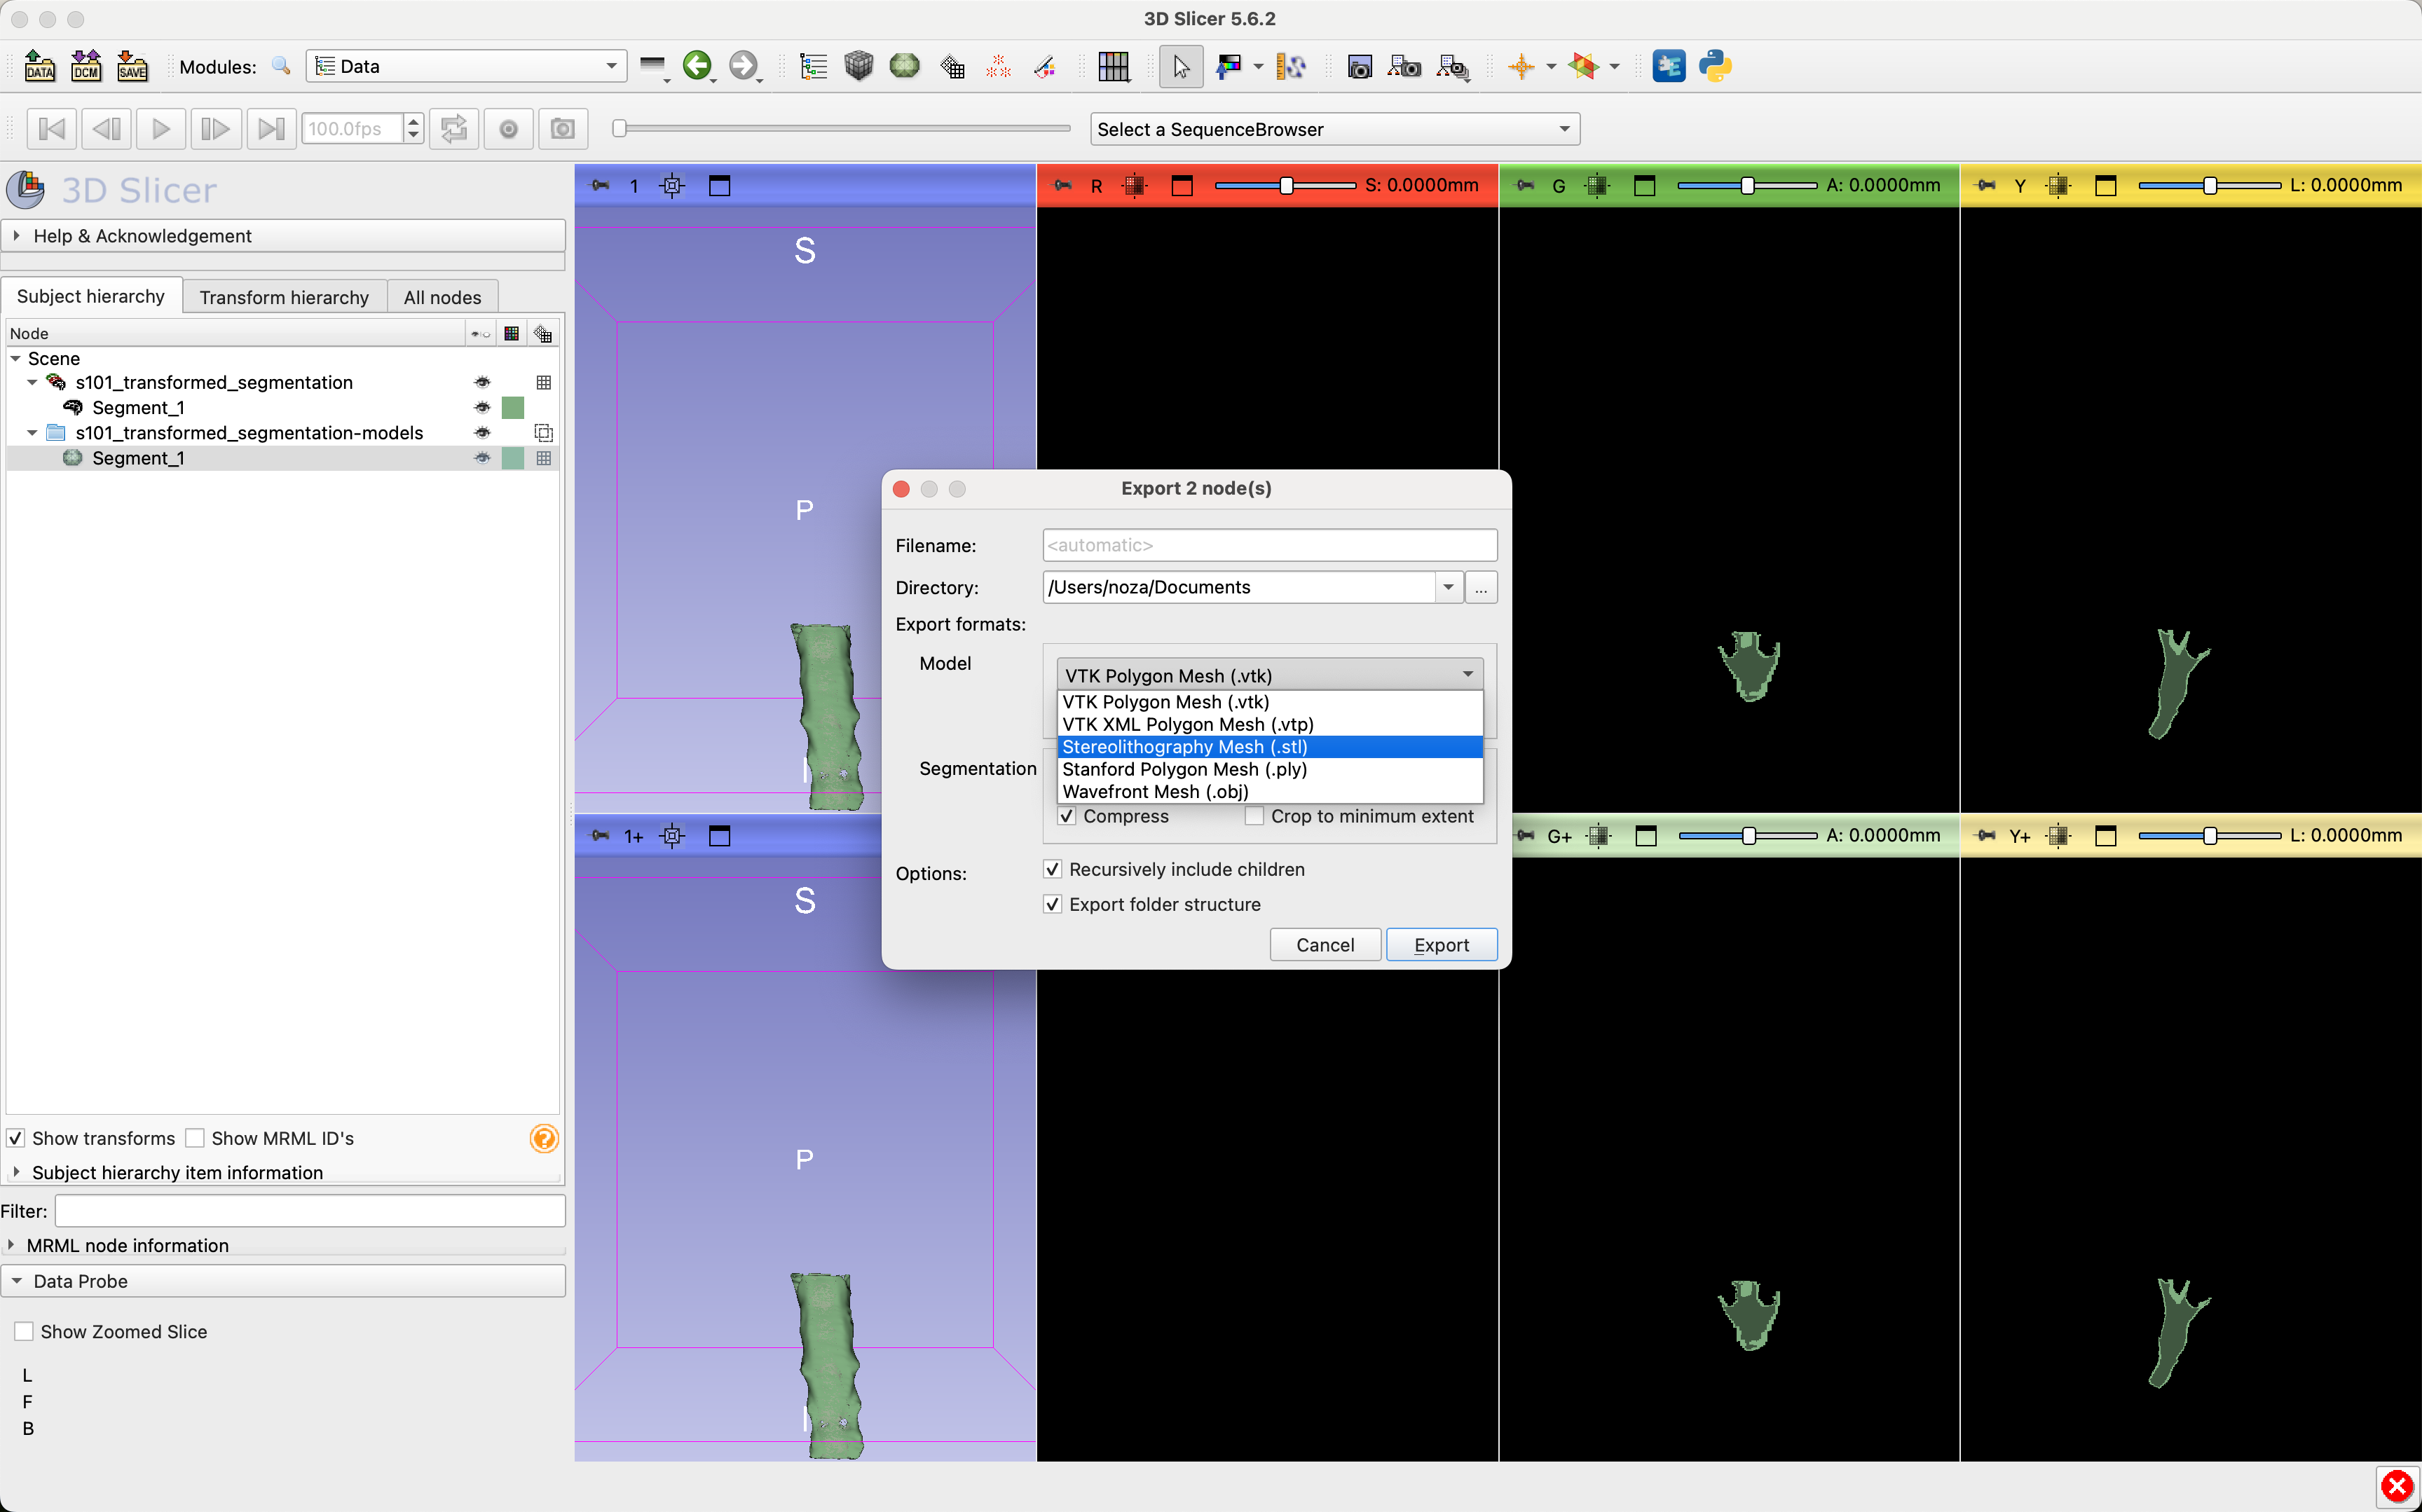 3D Slicer 5.6.2
DATA
DCM
SAVE
Modules:
Data
100.0fps
Select a SequenceBrowser
3D Slicer
Help & Acknowledgement
Subject hierarchy
Transform hierarchy
All nodes
Node
Scene
s101_transformed_segmentation
Segment_1
s101_transformed_segmentation-models
Segment_1
Show transforms
Show MRML ID's
Subject hierarchy item information
Filter:
MRML node information
Data Probe
Show Zoomed Slice
L
F
B
1
S
P
I
R
S: 0.0000mm
G
A: 0.0000mm
Y
L: 0.0000mm
Export 2 node(s)
Filename:
<automatic>
Directory:
/Users/noza/Documents
...
Export formats:
Model
VTK Polygon Mesh (.vtk)
VTK Polygon Mesh (.vtk)
VTK XML Polygon Mesh (.vtp)
Stereolithography Mesh (.stl)
Stanford Polygon Mesh (.ply)
Wavefront Mesh (.obj)
Segmentation
Compress
Crop to minimum extent
Options:
Recursively include children
Export folder structure
Cancel
Export
1+
S
P
I
G+
A: 0.0000mm
Y+
L: 0.0000mm